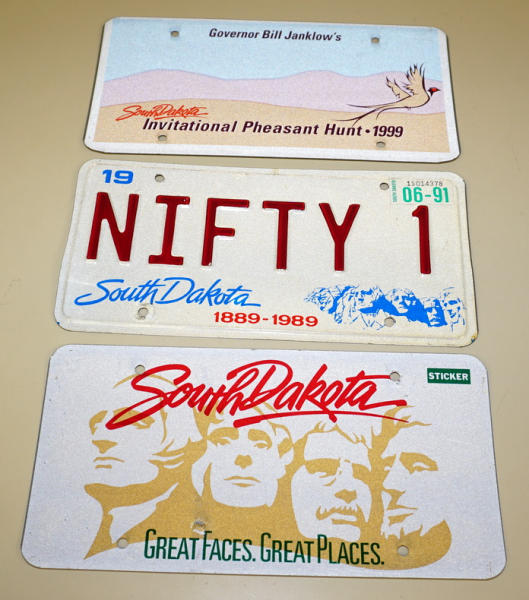 Governor Bill Janklow's
South Dakota
Invitational Pheasant Hunt • 1999
19
11014378
06-91
NIFTY 1
South Dakota
1889-1989
South Dakota
STICKER
GREAT FACES. GREAT PLACES.